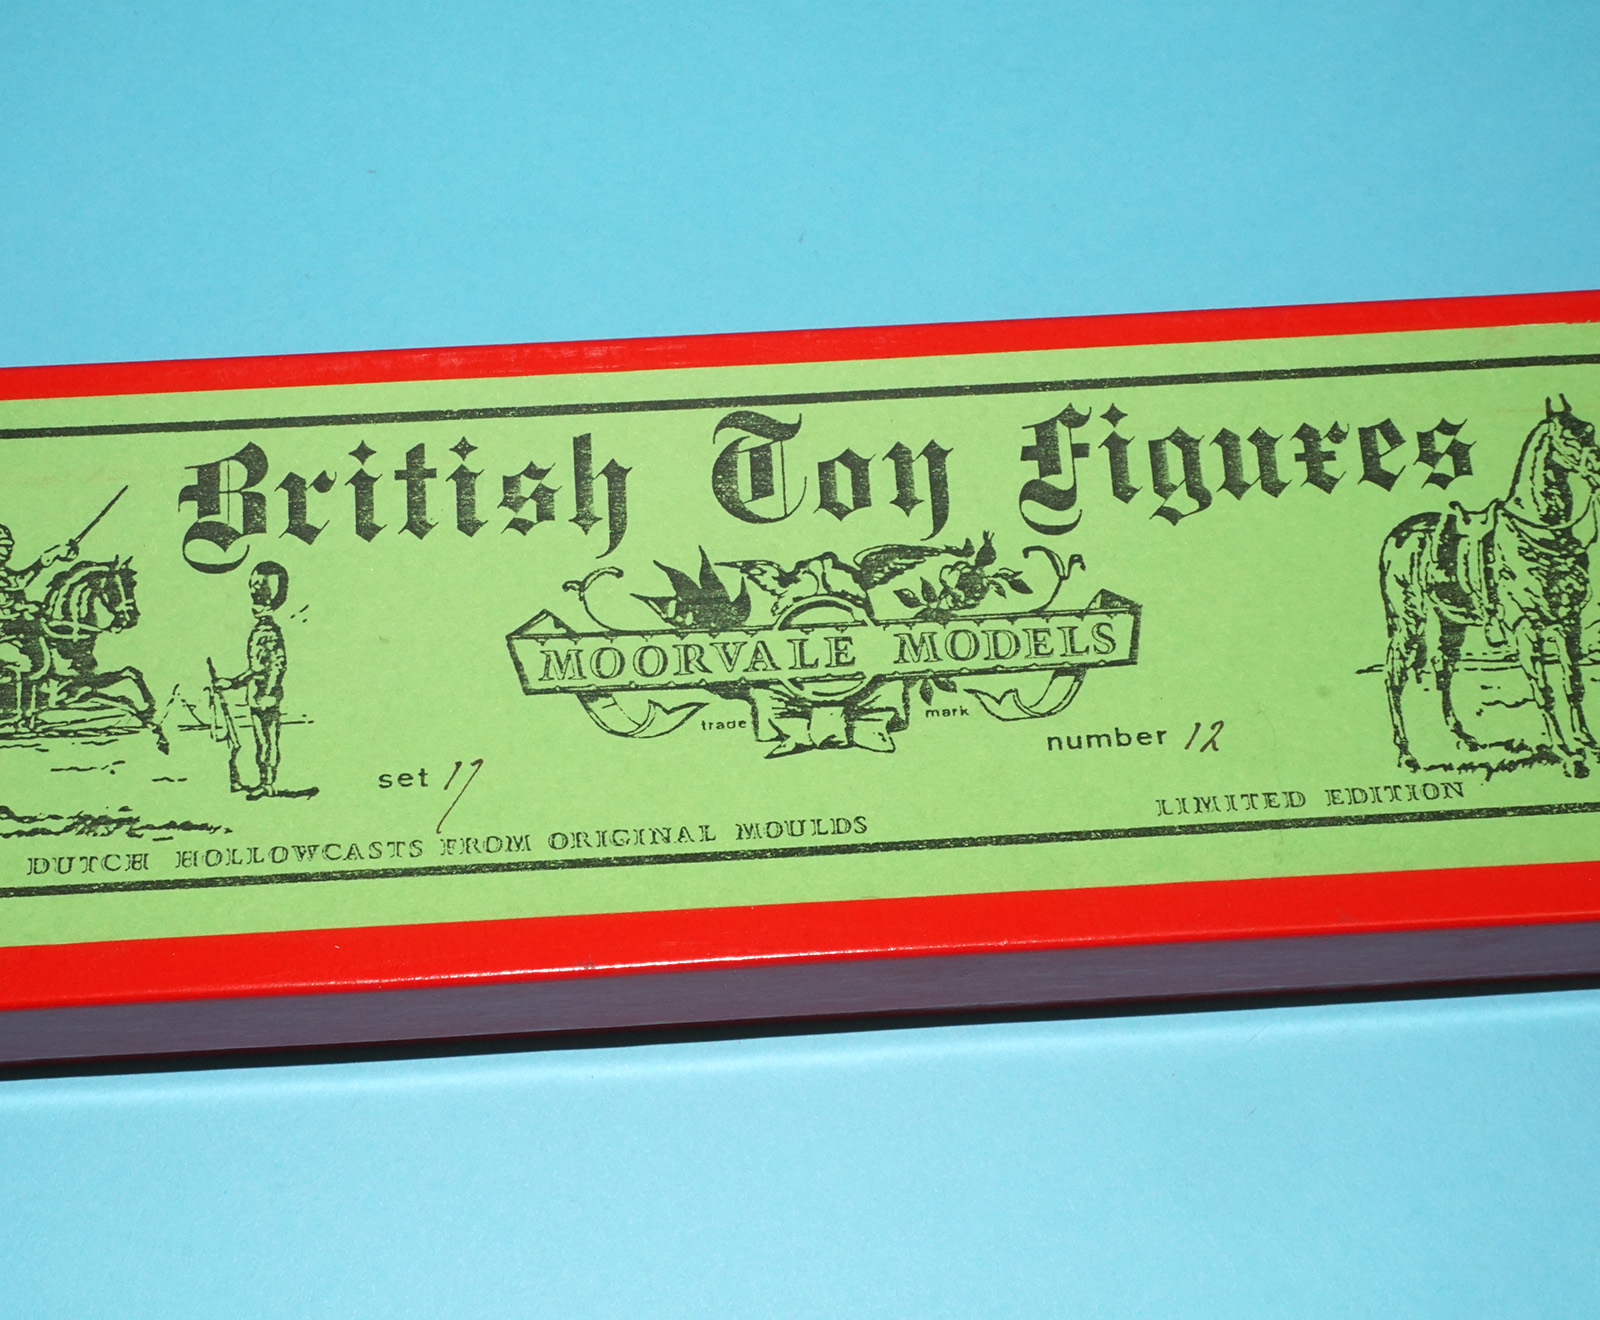 British Toy Figures
MOORVALE MODELS
trade mark
set 17
number 12
DUTCH HOLLOWCASTS FROM ORIGINAL MOULDS
LIMITED EDITION